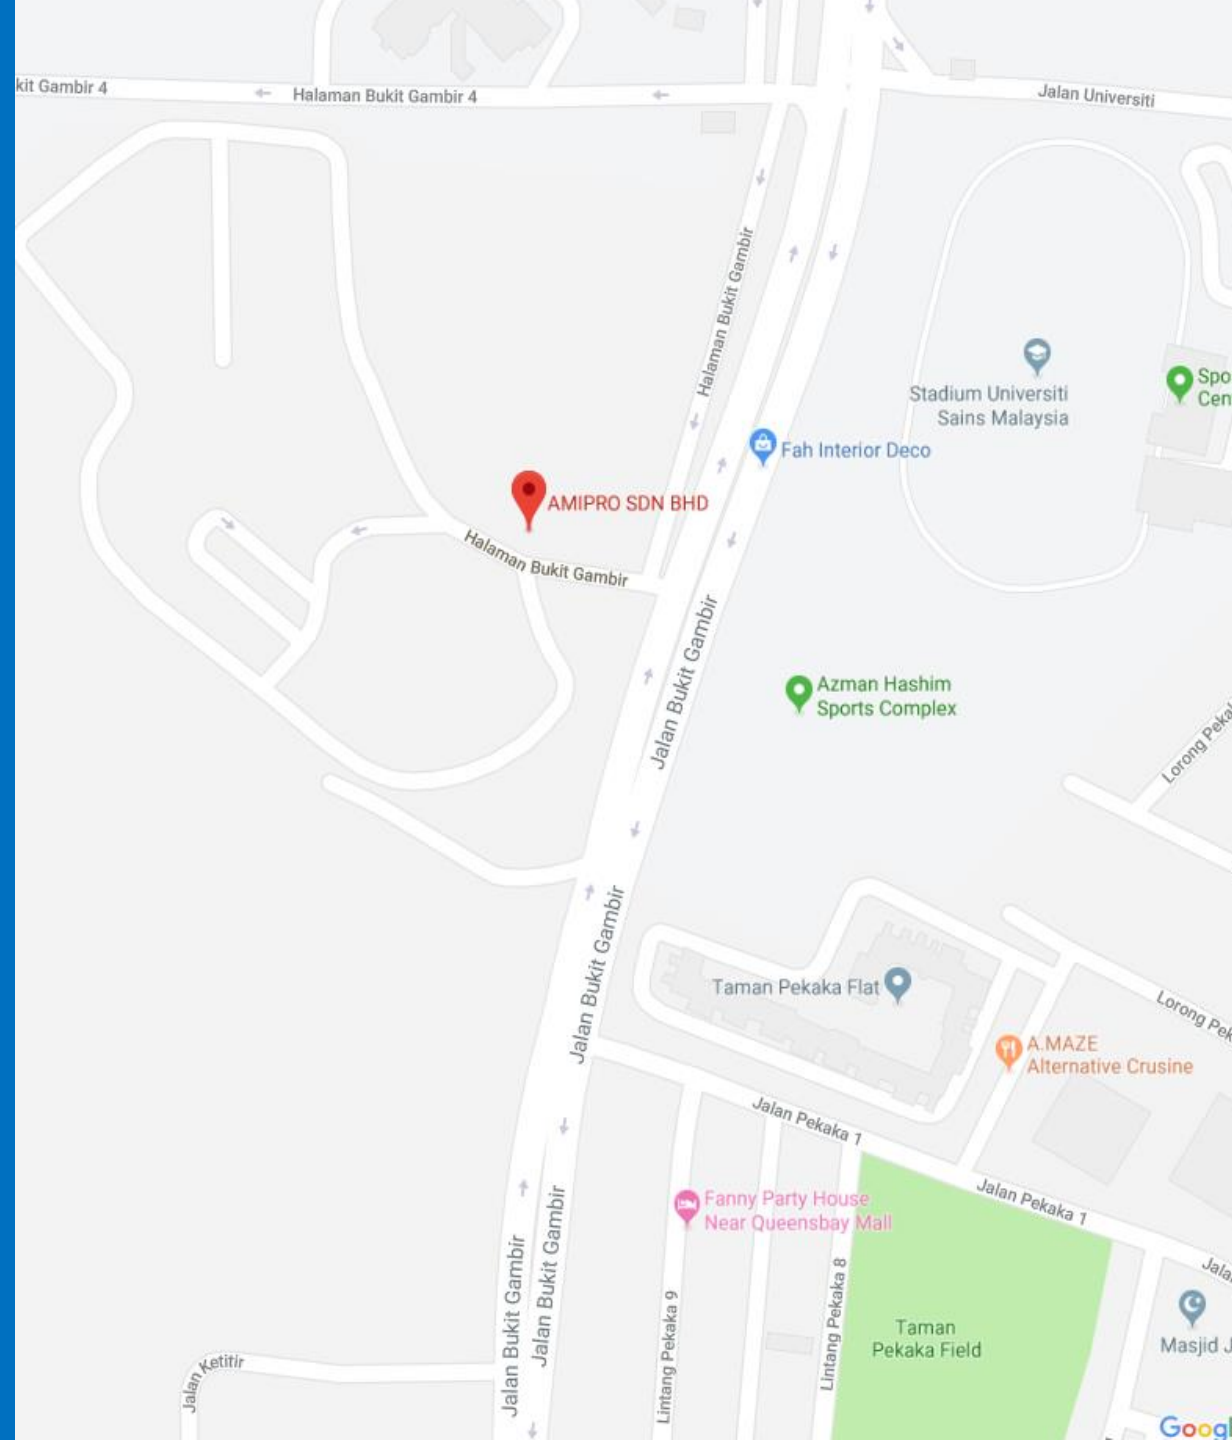 kit Gambir 4
Halaman Bukit Gambir 4
Jalan Universiti
Halaman Bukit Gambir
Stadium Universiti
Sains Malaysia
Spo
Cen
Fah Interior Deco
AMIPRO SDN BHD
Halaman Bukit Gambir
Jalan Bukit Gambir
Azman Hashim
Sports Complex
Lorong Pekak
Jalan Bukit Gambir
Taman Pekaka Flat
Lorong Pek
A.MAZE
Alternative Crusine
Jalan Pekaka 1
Jalan Pekaka 1
Fanny Party House
Near Queensbay Mall
Jalan Bukit Gambir
Jalan Bukit Gambir
Lintang Pekaka 9
Lintang Pekaka 8
Jala
Taman
Pekaka Field
Masjid J
Jalan Ketitir
Googl